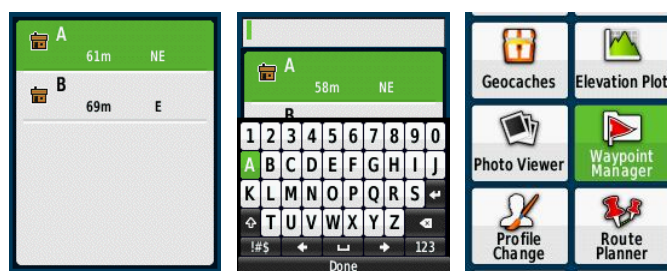 A
61m NE
B
69m E
A
58m NE
B
1 2 3 4 5 6 7 8 9 0
A B C D E F G H I J
K L M N O P Q R S
T U V W X Y Z
!#$ 123
Done
Geocaches
Elevation Plot
Photo Viewer
Waypoint
Manager
Profile
Change
Route
Planner